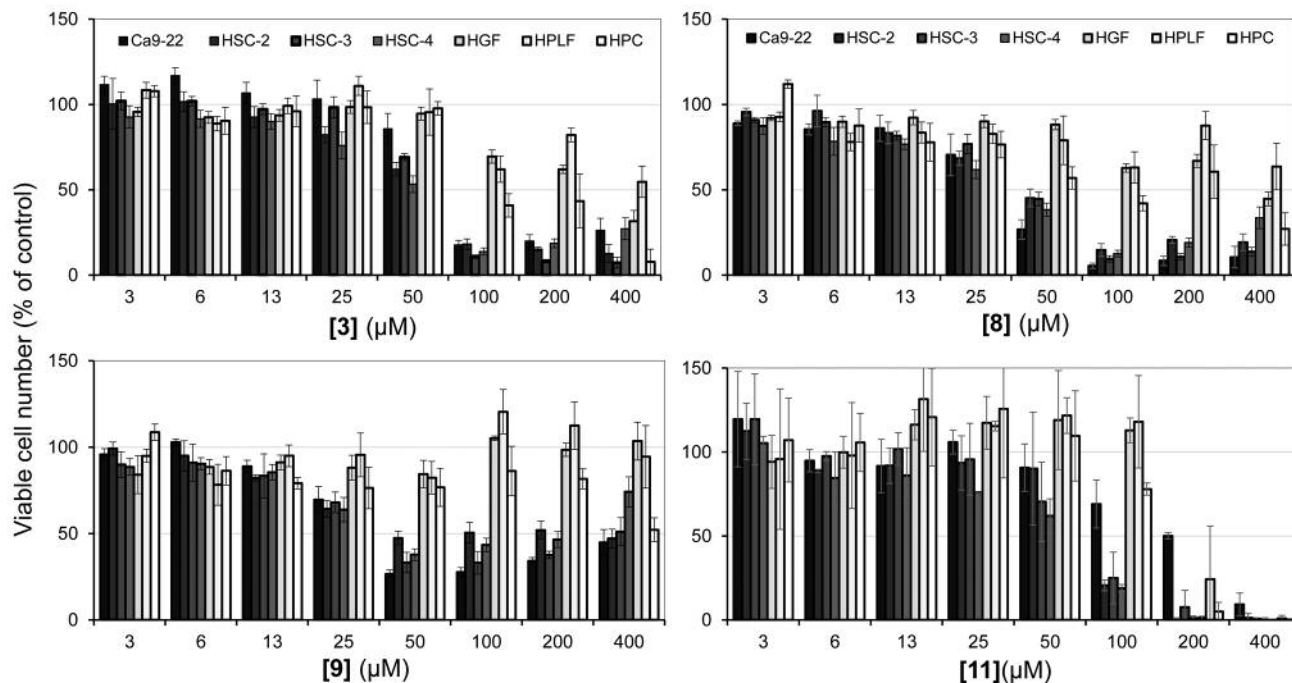 Viable cell number (% of control)
150
Ca9-22 HSC-2 HSC-3 HSC-4 HGF HPLF HPC
100
50
0
3 6 13 25 50 100 200 400
[3] (µM)
150
Ca9-22 HSC-2 HSC-3 HSC-4 HGF HPLF HPC
100
50
0
3 6 13 25 50 100 200 400
[8] (µM)
150
100
50
0
3 6 13 25 50 100 200 400
[9] (µM)
150
100
50
0
3 6 13 25 50 100 200 400
[11](µM)